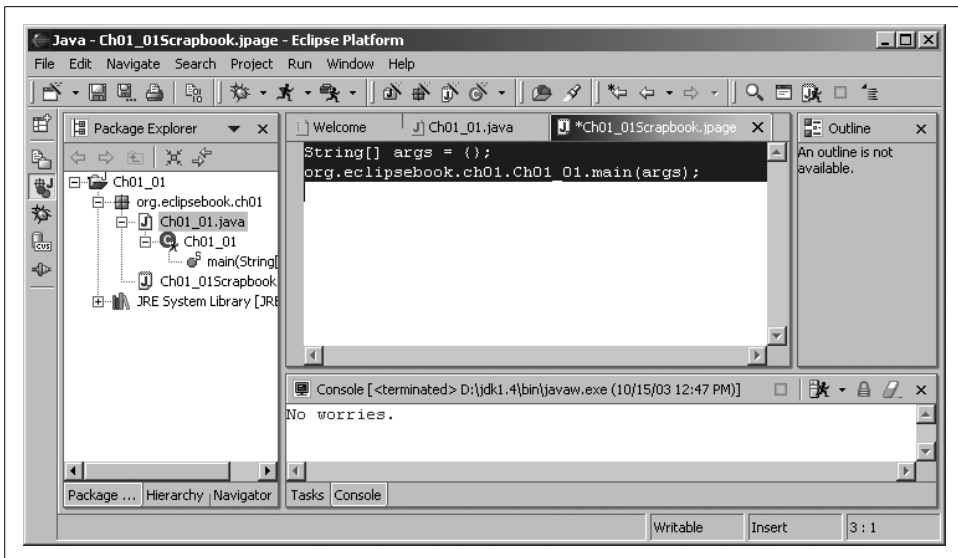 Java - Ch01_01Scrapbook.jpage - Eclipse Platform
File Edit Navigate Search Project Run Window Help
Package Explorer
Ch01_01
org.eclipsebook.ch01
Ch01_01.java
Ch01_01
main(String[
Ch01_01Scrapbook
JRE System Library [JRE
Package ... Hierarchy Navigator
Welcome Ch01_01.java *Ch01_01Scrapbook.jpage
String[] args = {};
org.eclipsebook.ch01.Ch01_01.main(args);
Outline
An outline is not
available.
Console [<terminated> D:\jdk1.4\bin\javaw.exe (10/15/03 12:47 PM)]
No worries.
Tasks Console
Writable Insert 3 : 1